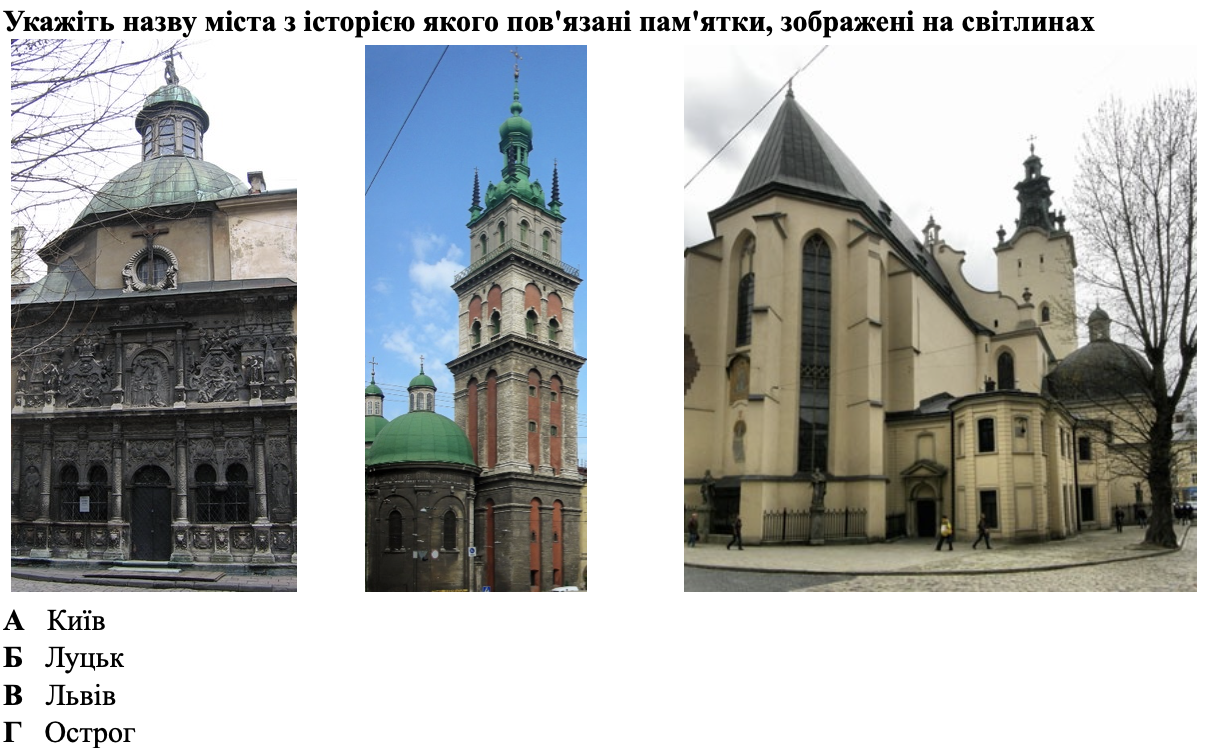 Укажіть назву міста з історією якого пов'язані пам'ятки, зображені на світлинах
А Київ
Б Луцьк
В Львів
Г Острог